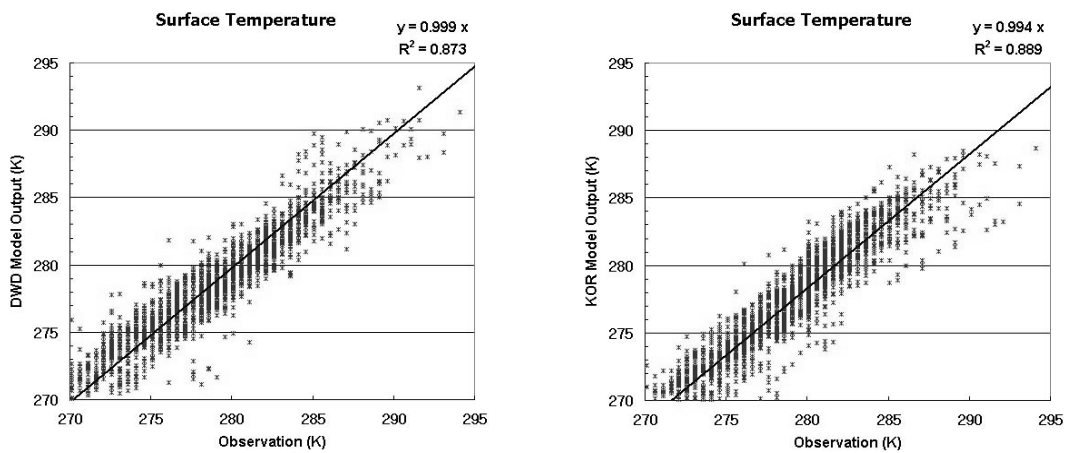 Surface Temperature
y = 0.999 x
R² = 0.873
295
290
285
280
275
270
DWD Model Output (K)
270 275 280 285 290 295
Observation (K)
Surface Temperature
y = 0.994 x
R² = 0.889
295
290
285
280
275
270
KOR Model Output (K)
270 275 280 285 290 295
Observation (K)